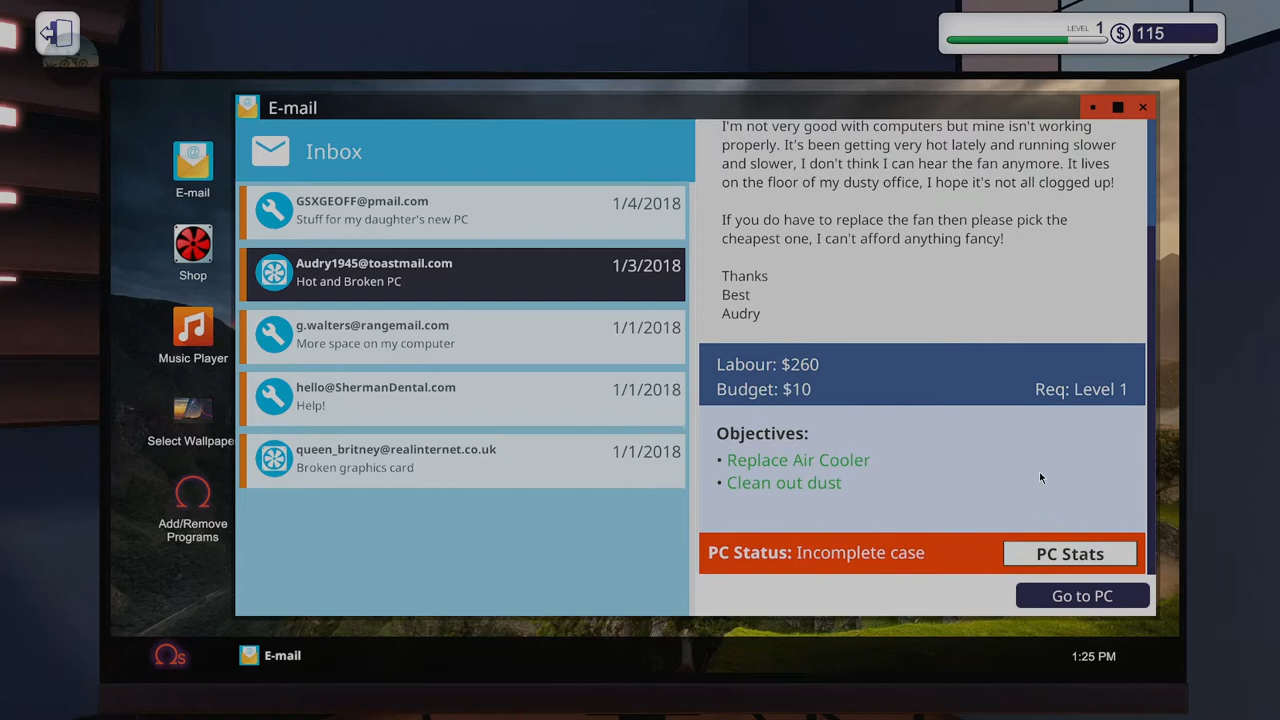 LEVEL 1 $ 115
E-mail
Inbox
E-mail
Shop
Music Player
Select Wallpape
Add/Remove
Programs
GSXGEOFF@pmail.com 1/4/2018
Stuff for my daughter's new PC
Audry1945@toastmail.com 1/3/2018
Hot and Broken PC
g.walters@rangemail.com 1/1/2018
More space on my computer
hello@ShermanDental.com 1/1/2018
Help!
queen_britney@realinternet.co.uk 1/1/2018
Broken graphics card
I'm not very good with computers but mine isn't working
properly. It's been getting very hot lately and running slower
and slower, I don't think I can hear the fan anymore. It lives
on the floor of my dusty office, I hope it's not all clogged up!
If you do have to replace the fan then please pick the
cheapest one, I can't afford anything fancy!
Thanks
Best
Audry
Labour: $260
Budget: $10 Req: Level 1
Objectives:
• Replace Air Cooler
• Clean out dust
PC Status: Incomplete case PC Stats
Go to PC
Ωs E-mail 1:25 PM